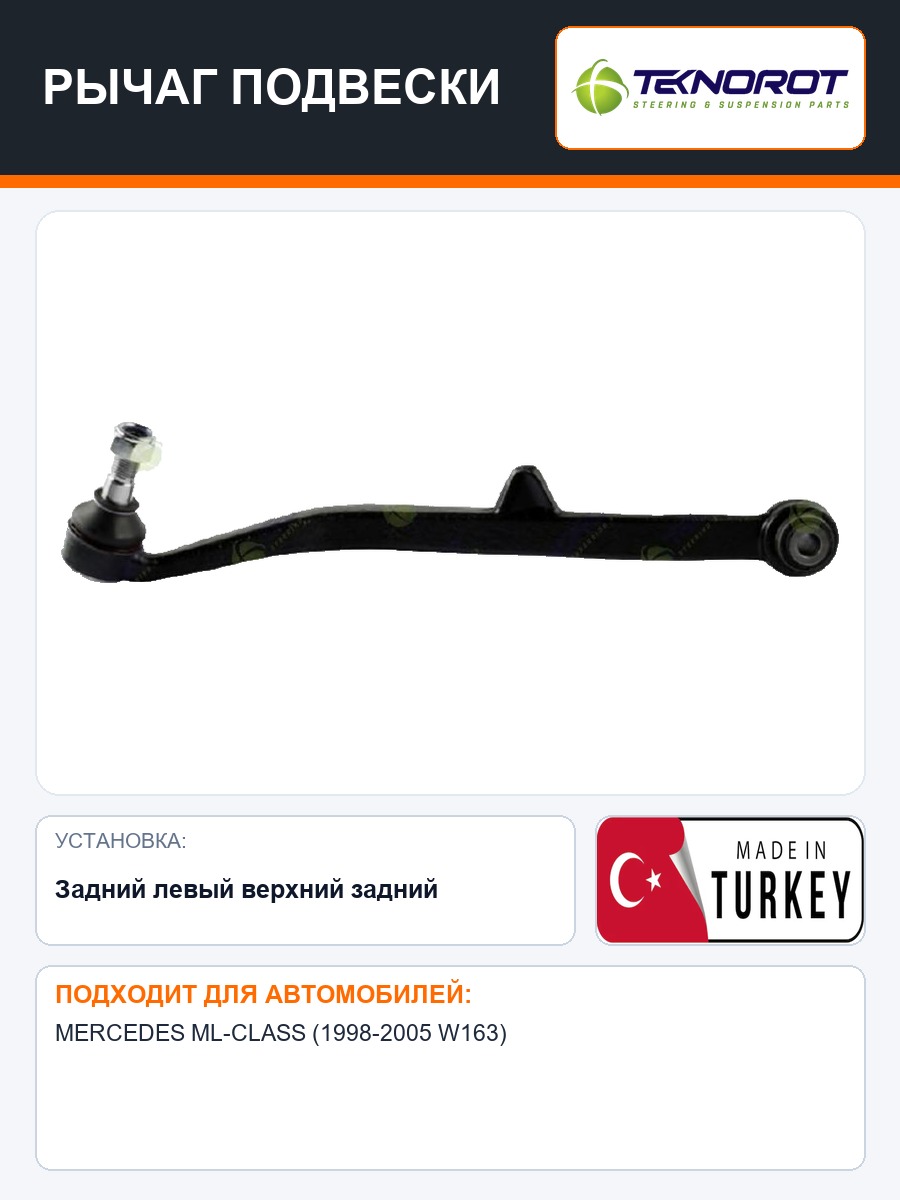 РЫЧАГ ПОДВЕСКИ
TEKNOROT
STEERING & SUSPENSION PARTS
УСТАНОВКА:
Задний левый верхний задний
MADE IN
TURKEY
ПОДХОДИТ ДЛЯ АВТОМОБИЛЕЙ:
MERCEDES ML-CLASS (1998-2005 W163)